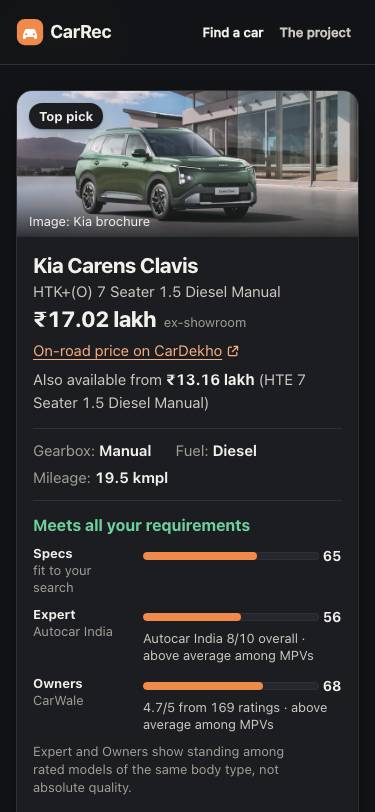 CarRec
Find a car
The project
Top pick
Image: Kia brochure
Kia Carens Clavis
HTK+(O) 7 Seater 1.5 Diesel Manual
₹17.02 lakh ex-showroom
On-road price on CarDekho
Also available from ₹13.16 lakh (HTE 7
Seater 1.5 Diesel Manual)
Gearbox: Manual Fuel: Diesel
Mileage: 19.5 kmpl
Meets all your requirements
Specs
fit to your
search
65
Expert
Autocar India
56
Autocar India 8/10 overall ·
above average among MPVs
Owners
CarWale
68
4.7/5 from 169 ratings · above
average among MPVs
Expert and Owners show standing among
rated models of the same body type, not
absolute quality.